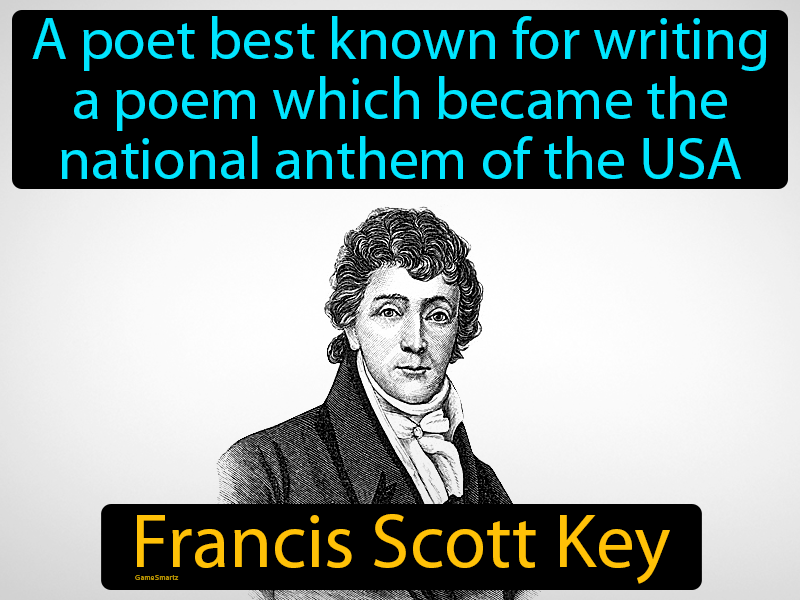 A poet best known for writing
a poem which became the
national anthem of the USA
Francis Scott Key
GameSmartz